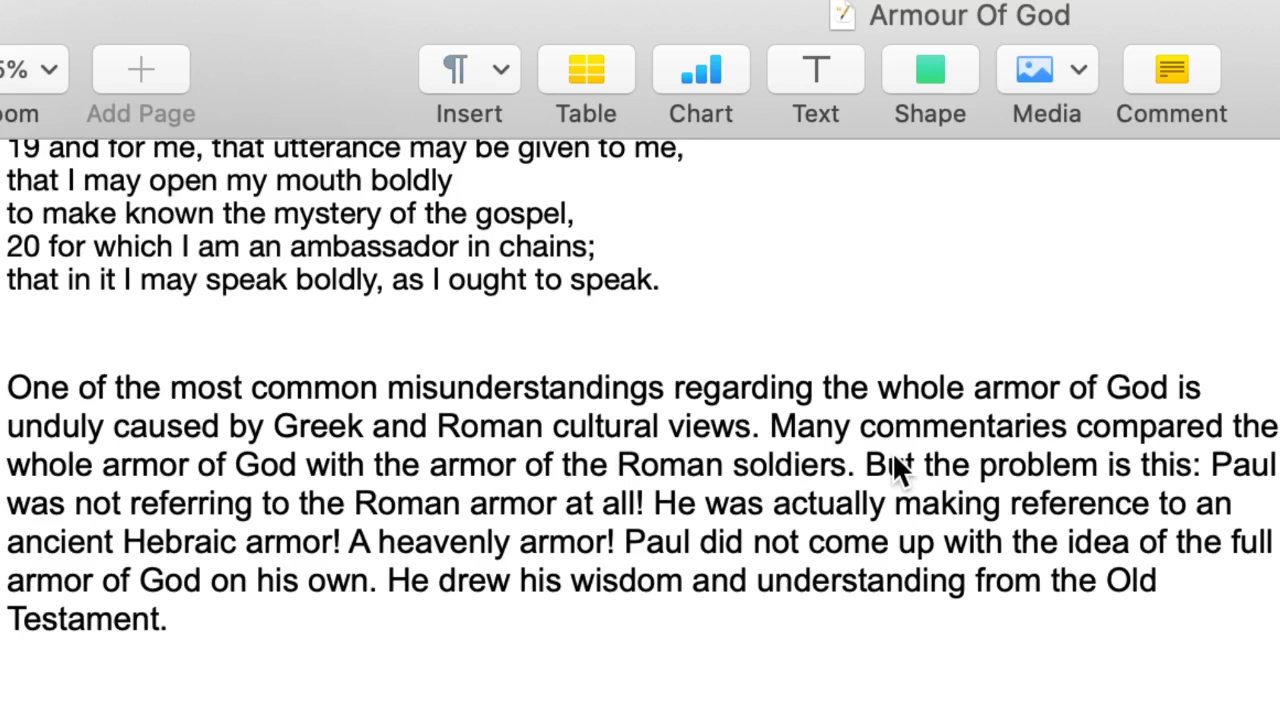 Armour Of God
5%
oom
Add Page
Insert
Table
Chart
Text
Shape
Media
Comment
19 and for me, that utterance may be given to me,
that I may open my mouth boldly
to make known the mystery of the gospel,
20 for which I am an ambassador in chains;
that in it I may speak boldly, as I ought to speak.
One of the most common misunderstandings regarding the whole armor of God is
unduly caused by Greek and Roman cultural views. Many commentaries compared the
whole armor of God with the armor of the Roman soldiers. But the problem is this: Paul
was not referring to the Roman armor at all! He was actually making reference to an
ancient Hebraic armor! A heavenly armor! Paul did not come up with the idea of the full
armor of God on his own. He drew his wisdom and understanding from the Old
Testament.